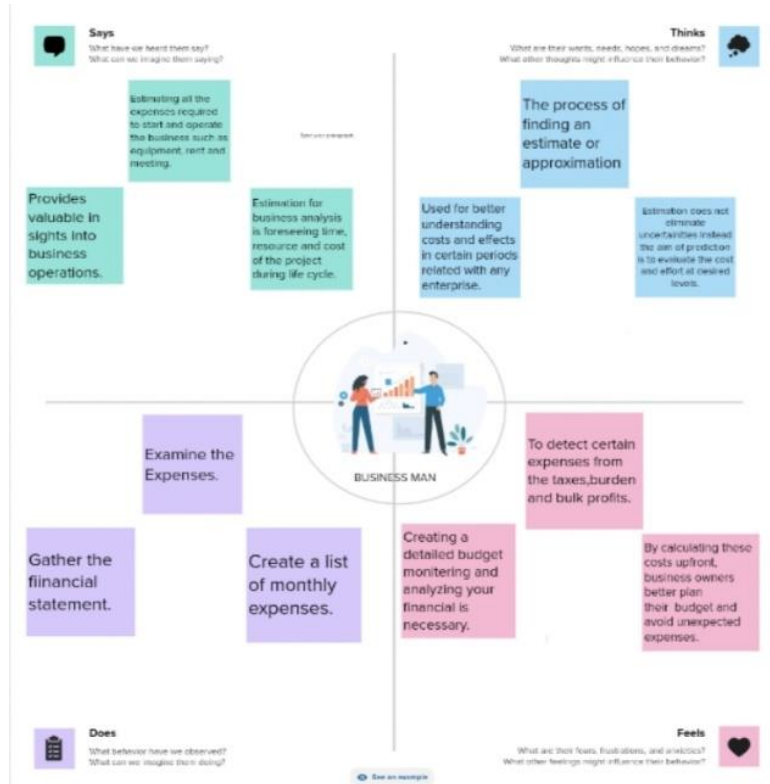 Says
What have we heard them say?
What can we imagine them saying?
Estimating all the
expenses required
to start and operate
the business such as
equipment, rent and
meeting.
Provides
valuable in
sights into
business
operations.
Estimation for
business analysis
is foreseeing time,
resource and cost
of the project
during life cycle.
Thinks
What are their wants, needs, hopes, and dreams?
What other thoughts might influence their behavior?
The process of
finding an
estimate or
approximation
Used for better
understanding
costs and effects
in certain periods
related with any
enterprise.
Estimation does not
eliminate
uncertainities instead
the aim of prediction
is to evaluate the cost
and effort at desired
levels.
BUSINESS MAN
Examine the
Expenses.
Gather the
fiinancial
statement.
Create a list
of monthly
expenses.
Does
What behavior have we observed?
What can we imagine them doing?
To detect certain
expenses from
the taxes,burden
and bulk profits.
Creating a
detailed budget
monitering and
analyzing your
financial is
necessary.
By calculating these
costs upfront,
business owners
better plan
their budget and
avoid unexpected
expenses.
Feels
What are their fears, frustrations, and anxieties?
What other feelings might influence their behavior?
See an example